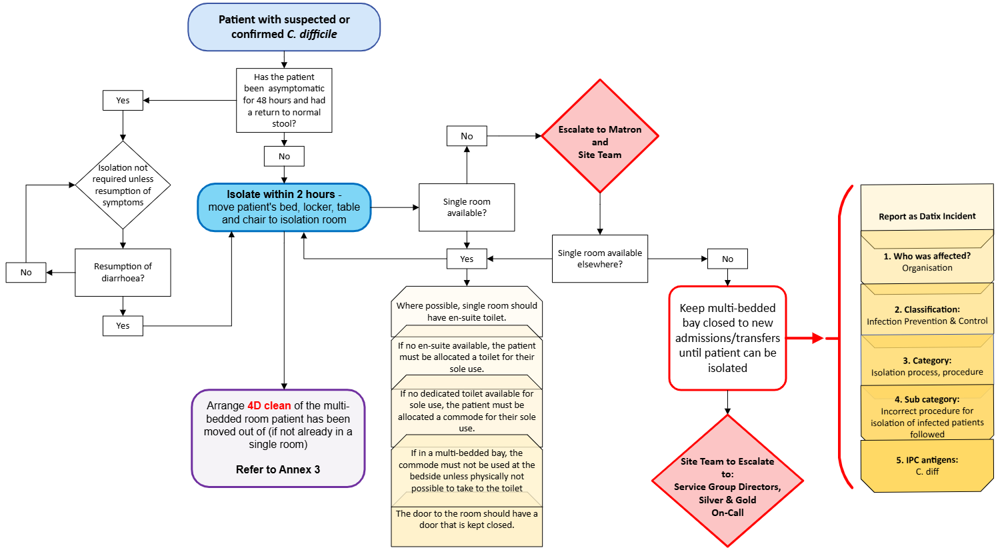 Patient with suspected or
confirmed C. difficile
Has the patient
been asymptomatic
for 48 hours and had
a return to normal
stool?
Yes
No
Isolation not
required unless
resumption of
symptoms
Resumption of
diarrhoea?
No
Yes
Isolate within 2 hours -
move patient's bed, locker, table
and chair to isolation room
Arrange 4D clean of the multi-
bedded room patient has been
moved out of (if not already in a
single room)
Refer to Annex 3
Single room
available?
No
Yes
Escalate to Matron
and
Site Team
Single room available
elsewhere?
No
Where possible, single room should
have en-suite toilet.
If no en-suite available, the patient
must be allocated a toilet for their
sole use.
If no dedicated toilet available for
sole use, the patient must be
allocated a commode for their sole
use.
If in a multi-bedded bay, the
commode must not be used at the
bedside unless physically not
possible to take to the toilet
The door to the room should have a
door that is kept closed.
Keep multi-bedded
bay closed to new
admissions/transfers
until patient can be
isolated
Site Team to Escalate
to:
Service Group Directors,
Silver & Gold
On-Call
Report as Datix Incident
1. Who was affected?
Organisation
2. Classification:
Infection Prevention & Control
3. Category:
Isolation process, procedure
4. Sub category:
Incorrect procedure for
isolation of infected patients
followed
5. IPC antigens:
C. diff